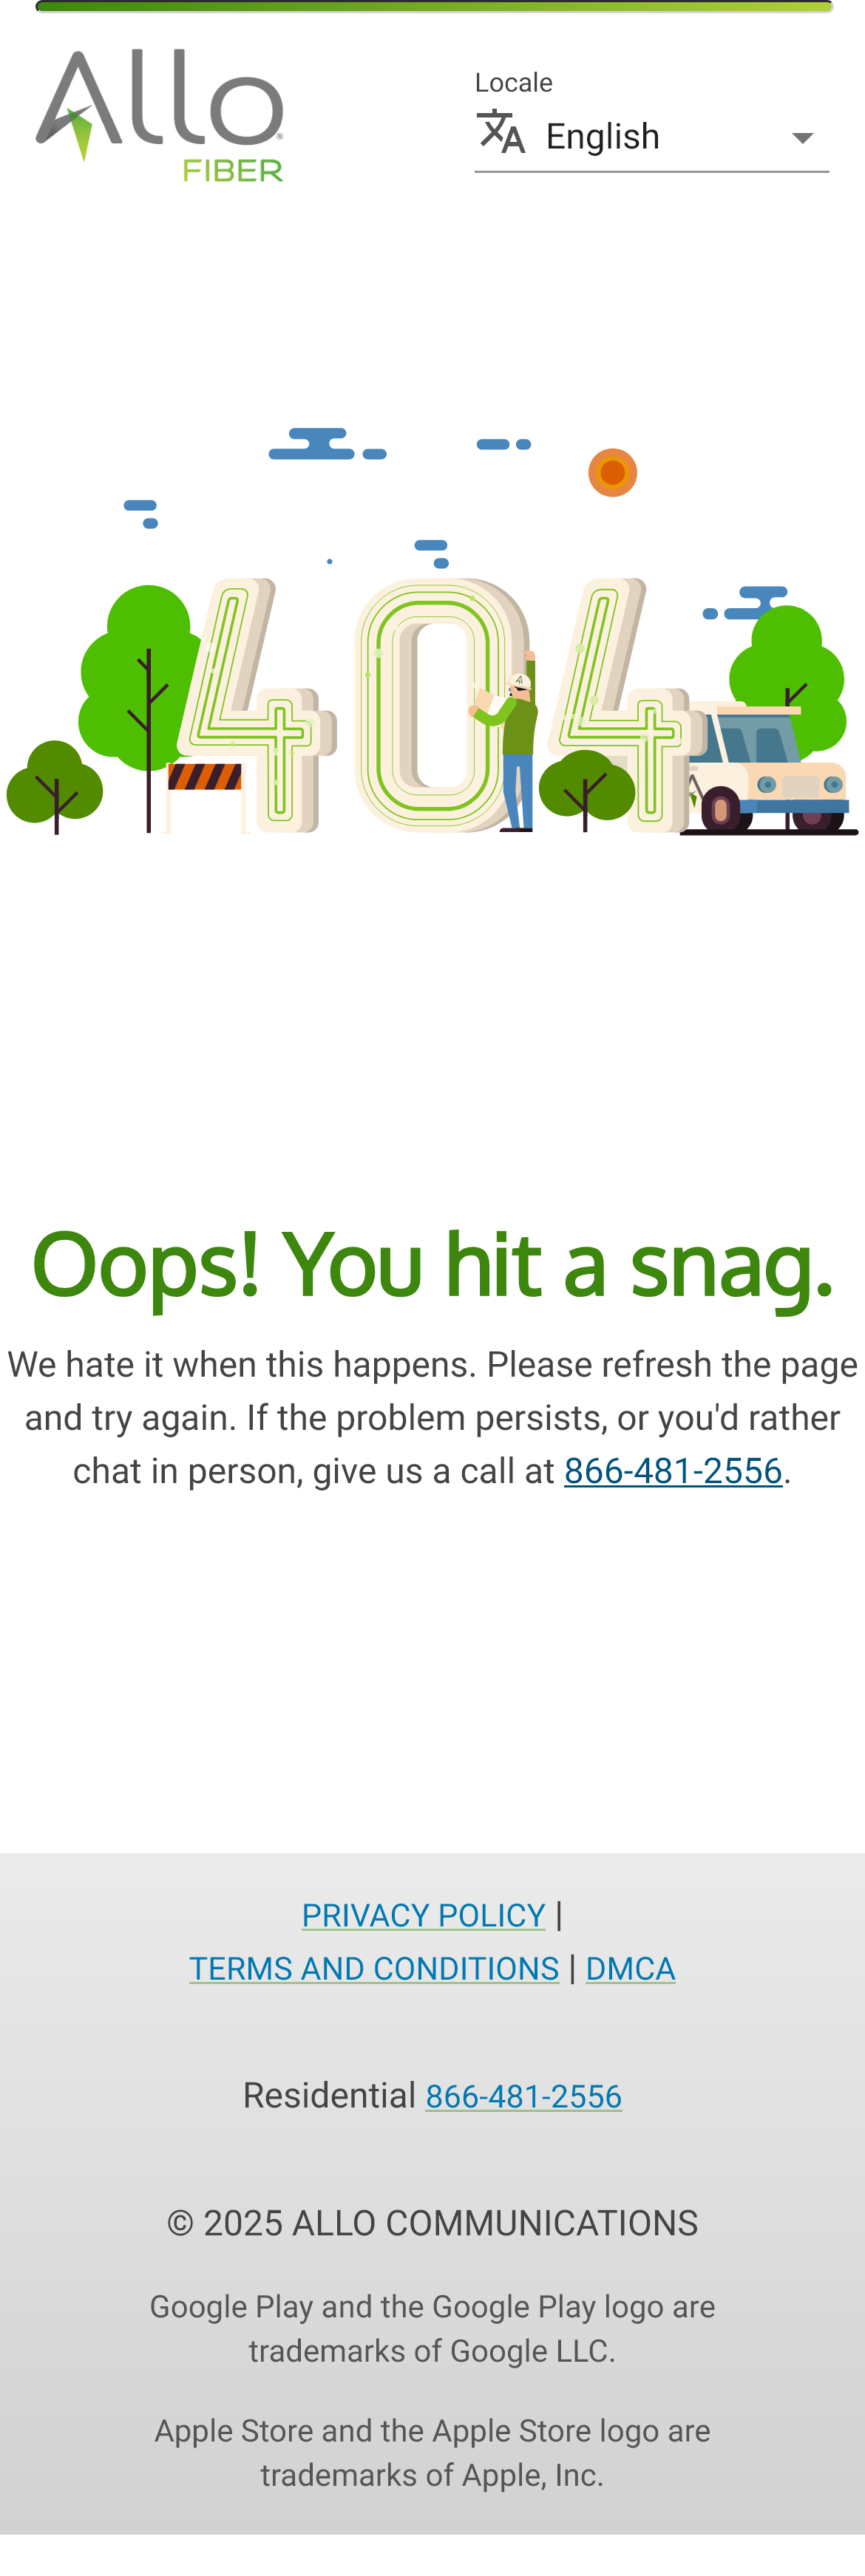 Allo®
FIBER
Locale
English
404
Oops! You hit a snag.
We hate it when this happens. Please refresh the page
and try again. If the problem persists, or you'd rather
chat in person, give us a call at 866-481-2556.
PRIVACY POLICY |
TERMS AND CONDITIONS | DMCA
Residential 866-481-2556
© 2025 ALLO COMMUNICATIONS
Google Play and the Google Play logo are
trademarks of Google LLC.
Apple Store and the Apple Store logo are
trademarks of Apple, Inc.